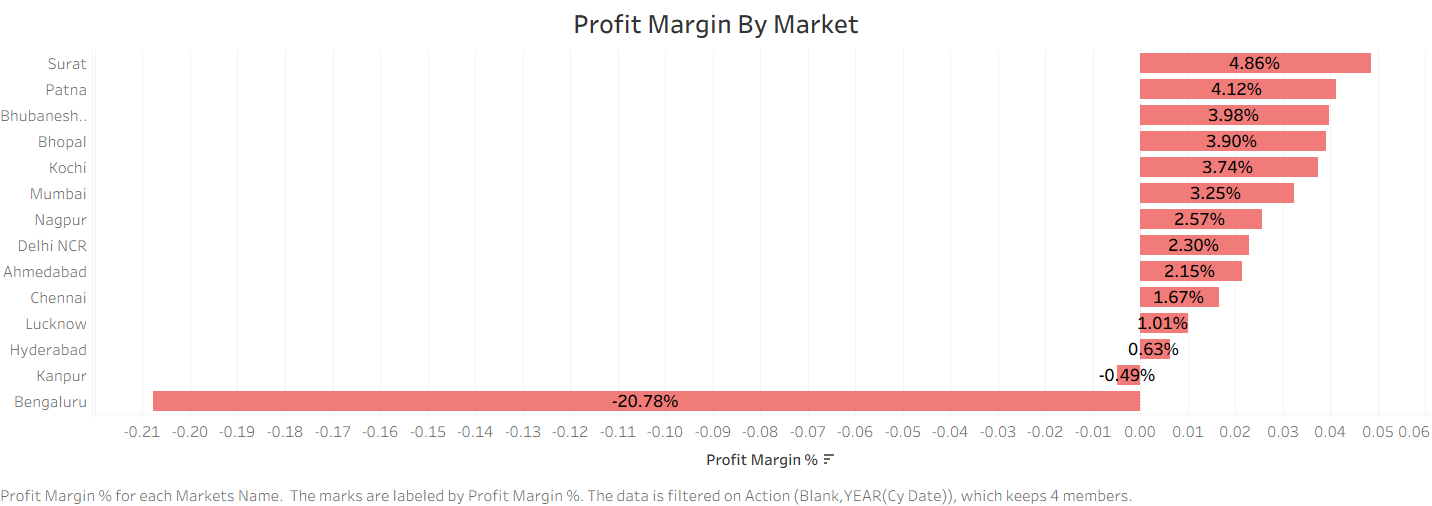 Profit Margin By Market
Surat 4.86%
Patna 4.12%
Bhubanesh.. 3.98%
Bhopal 3.90%
Kochi 3.74%
Mumbai 3.25%
Nagpur 2.57%
Delhi NCR 2.30%
Ahmedabad 2.15%
Chennai 1.67%
Lucknow 1.01%
Hyderabad 0.63%
Kanpur -0.49%
Bengaluru -20.78%
-0.21 -0.20 -0.19 -0.18 -0.17 -0.16 -0.15 -0.14 -0.13 -0.12 -0.11 -0.10 -0.09 -0.08 -0.07 -0.06 -0.05 -0.04 -0.03 -0.02 -0.01 0.00 0.01 0.02 0.03 0.04 0.05 0.06
Profit Margin %
Profit Margin % for each Markets Name. The marks are labeled by Profit Margin %. The data is filtered on Action (Blank,YEAR(Cy Date)), which keeps 4 members.